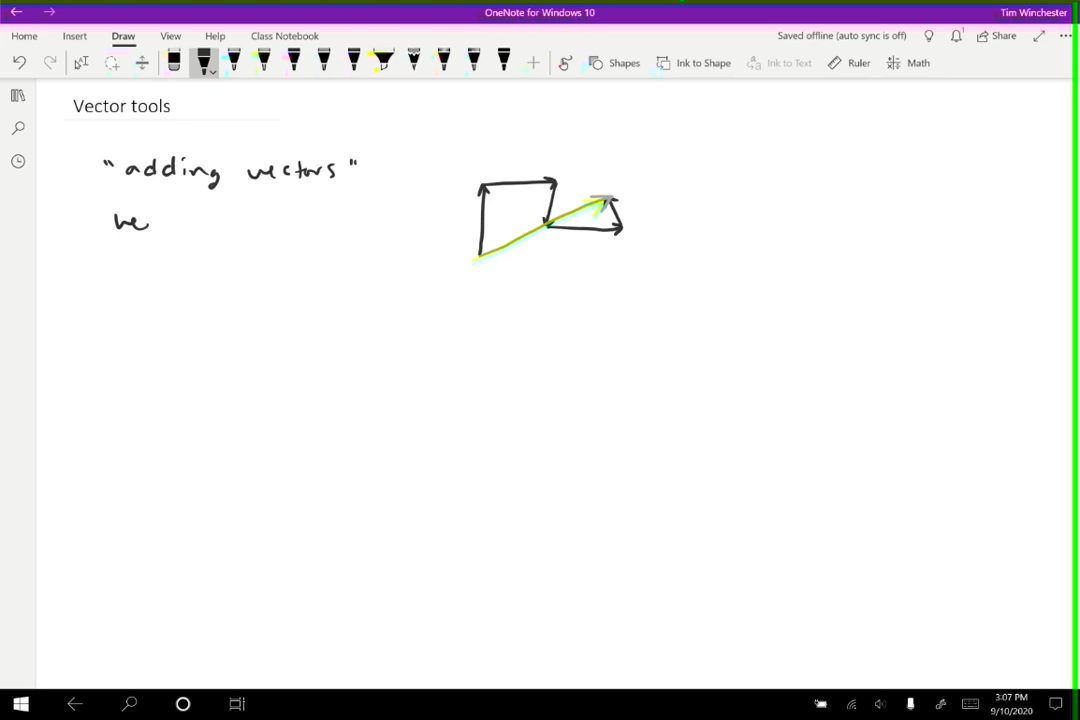 OneNote for Windows 10
Tim Winchester
Home Insert Draw View Help Class Notebook
Saved offline (auto sync is off)
Share
Shapes
Ink to Shape
Ink to Text
Ruler
Math
Vector tools
"adding vectors"
ve
3:07 PM
9/10/2020